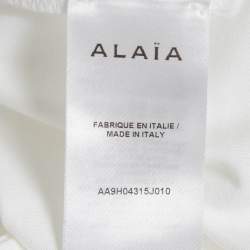 ALAÏA
FABRIQUE EN ITALIE /
MADE IN ITALY
AA9H04315J010